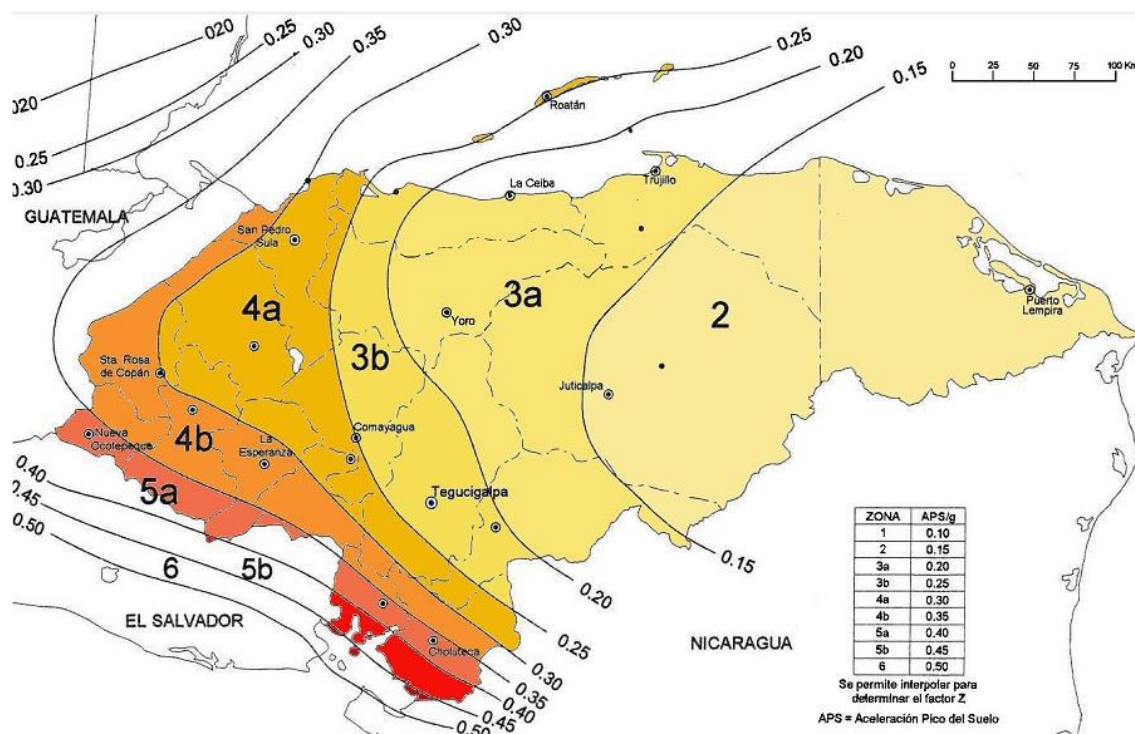 020
0.25
0.30
0.35
0.30
0.25
0.20
0.15
0 25 50 75 100 Km
020
0.25
0.30
GUATEMALA
Roatán
La Ceiba
Trujillo
San Pedro
Sula
4a
3a
3b
2
Yoro
Puerto
Lempira
Sta. Rosa
de Copán
Juticalpa
Nueva
Ocotepeque
4b
La
Esperanza
Comayagua
Tegucigalpa
0.40
0.45
0.50
5a
5b
6
EL SALVADOR
Choluteca
NICARAGUA
0.15
0.20
0.25
0.30
0.35
0.40
0.45
0.50
ZONA APS/g
1 0.10
2 0.15
3a 0.20
3b 0.25
4a 0.30
4b 0.35
5a 0.40
5b 0.45
6 0.50
Se permite interpolar para
determinar el factor Z,
APS = Aceleración Pico del Suelo